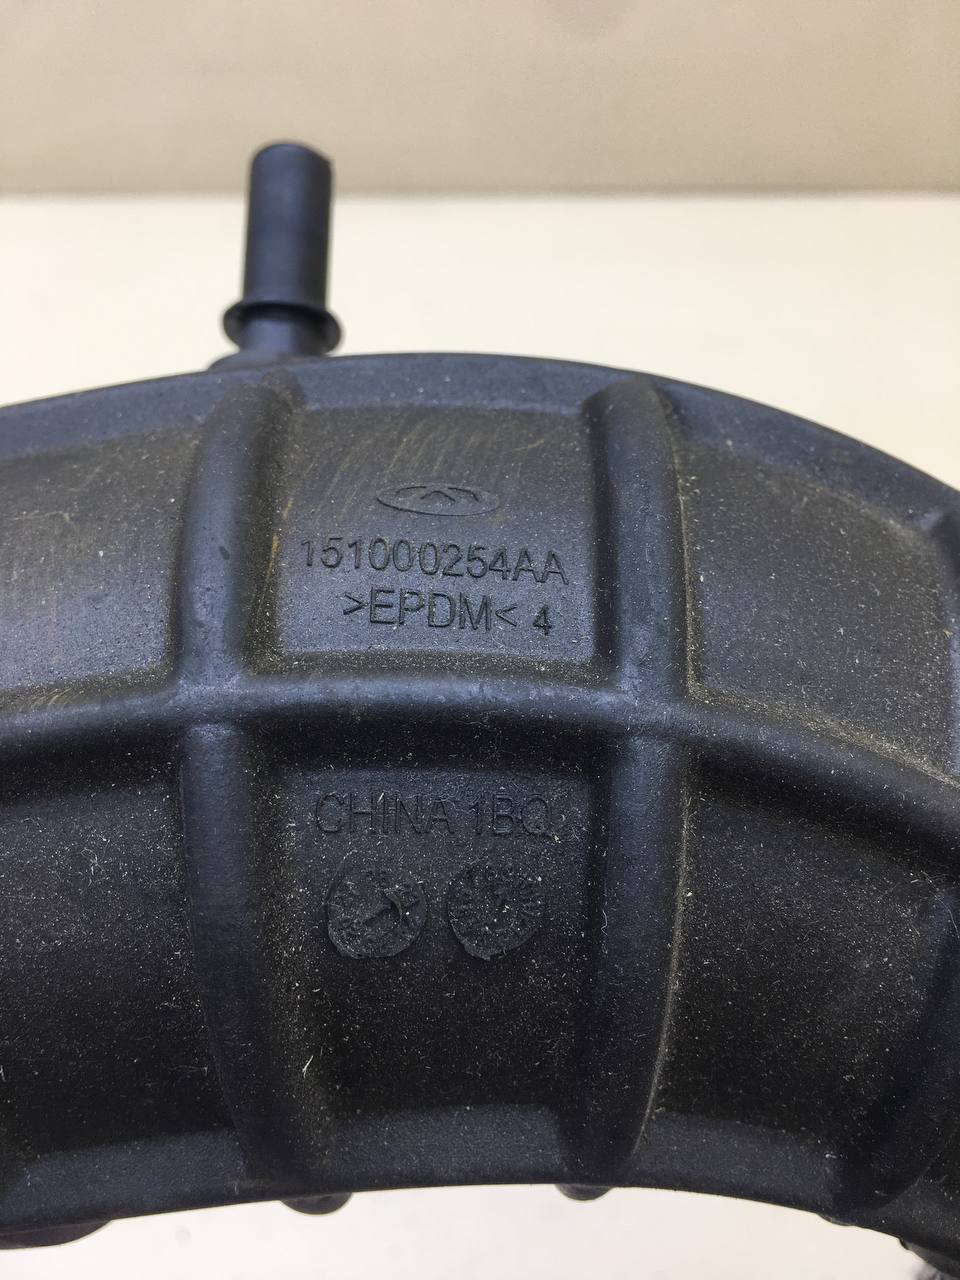 151000254AA
>EPDM< 4
CHINA 1BQ